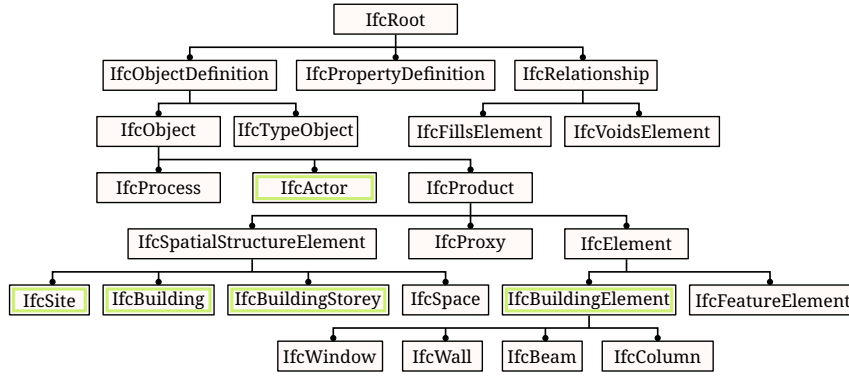 IfcRoot
IfcObjectDefinition
IfcPropertyDefinition
IfcRelationship
IfcObject
IfcTypeObject
IfcFillsElement
IfcVoidsElement
IfcProcess
IfcActor
IfcProduct
IfcSpatialStructureElement
IfcProxy
IfcElement
IfcSite
IfcBuilding
IfcBuildingStorey
IfcSpace
IfcBuildingElement
IfcFeatureElement
IfcWindow
IfcWall
IfcBeam
IfcColumn